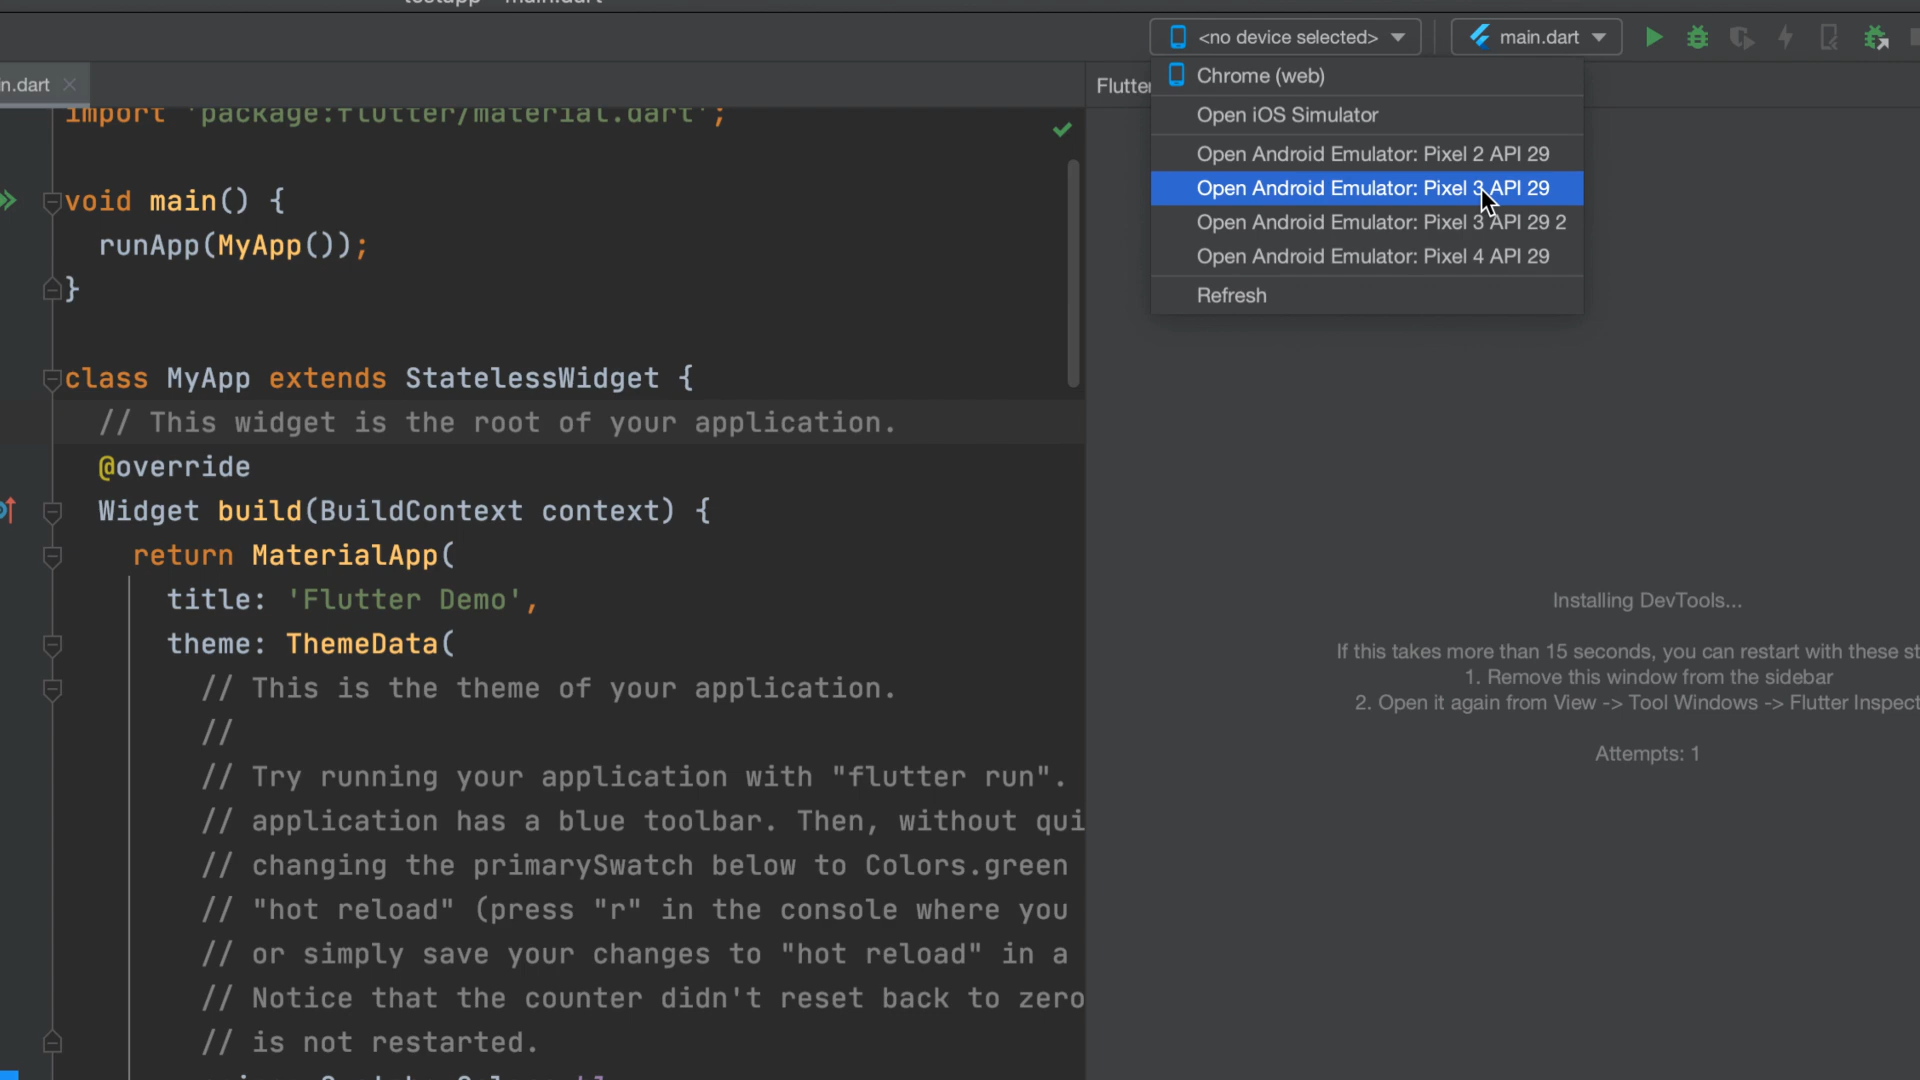 <no device selected>
main.dart
n.dart
Flutte
Chrome (web)
Open iOS Simulator
Open Android Emulator: Pixel 2 API 29
Open Android Emulator: Pixel 3 API 29
Open Android Emulator: Pixel 3 API 29 2
Open Android Emulator: Pixel 4 API 29
Refresh
import 'package:flutter/material.dart';
void main() {
runApp(MyApp());
}
class MyApp extends StatelessWidget {
// This widget is the root of your application.
@override
Widget build(BuildContext context) {
return MaterialApp(
title: 'Flutter Demo',
theme: ThemeData(
// This is the theme of your application.
//
// Try running your application with "flutter run".
// application has a blue toolbar. Then, without qui
// changing the primarySwatch below to Colors.green
// "hot reload" (press "r" in the console where you
// or simply save your changes to "hot reload" in a
// Notice that the counter didn't reset back to zero
// is not restarted.
Installing DevTools...
If this takes more than 15 seconds, you can restart with these st
1. Remove this window from the sidebar
2. Open it again from View -> Tool Windows -> Flutter Inspect
Attempts: 1